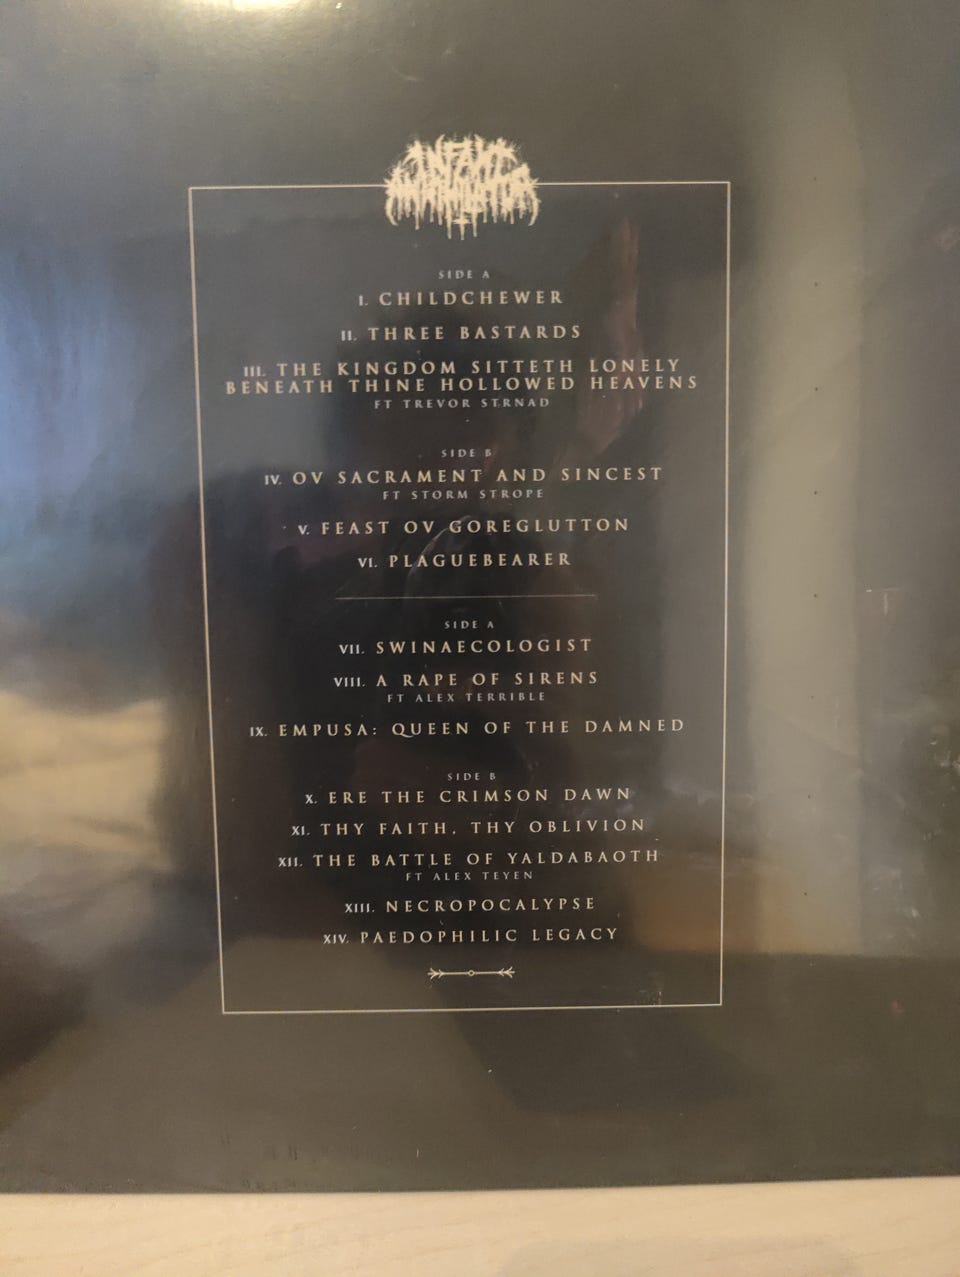 INFANT
ANNIHILATOR
SIDE A
I. CHILDCHEWER
II. THREE BASTARDS
III. THE KINGDOM SITTETH LONELY
BENEATH THINE HOLLOWED HEAVENS
FT TREVOR STRNAD
SIDE B
IV. OV SACRAMENT AND SINCEST
FT STORM STROPE
V. FEAST OV GOREGLUTTON
VI. PLAGUEBEARER
SIDE A
VII. SWINAECOLOGIST
VIII. A RAPE OF SIRENS
FT ALEX TERRIBLE
IX. EMPUSA: QUEEN OF THE DAMNED
SIDE B
X. ERE THE CRIMSON DAWN
XI. THY FAITH, THY OBLIVION
XII. THE BATTLE OF YALDABAOTH
FT ALEX TEYEN
XIII. NECROPOCALYPSE
XIV. PAEDOPHILIC LEGACY